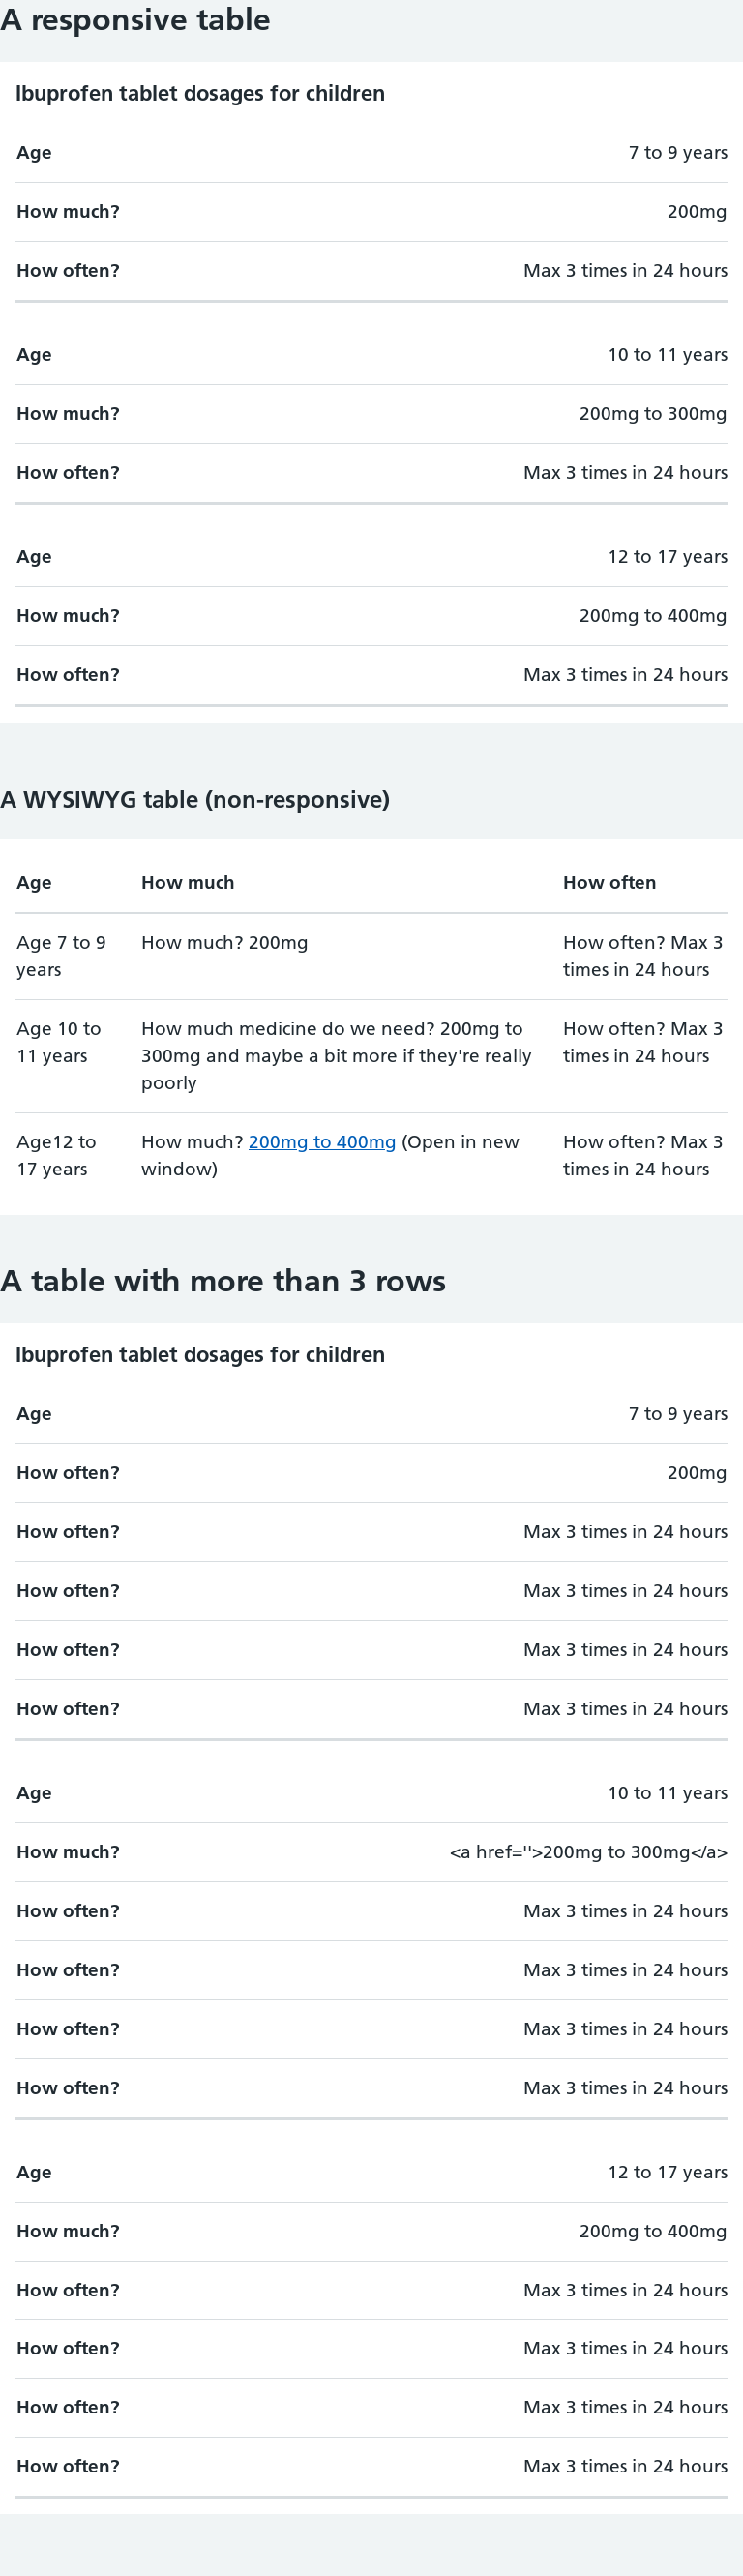 A responsive table
Ibuprofen tablet dosages for children
Age 7 to 9 years
How much? 200mg
How often? Max 3 times in 24 hours
Age 10 to 11 years
How much? 200mg to 300mg
How often? Max 3 times in 24 hours
Age 12 to 17 years
How much? 200mg to 400mg
How often? Max 3 times in 24 hours
A WYSIWYG table (non-responsive)
Age How much How often
Age 7 to 9 How much? 200mg How often? Max 3
years times in 24 hours
Age 10 to How much medicine do we need? 200mg to How often? Max 3
11 years 300mg and maybe a bit more if they're really times in 24 hours
poorly
Age12 to How much? 200mg to 400mg (Open in new How often? Max 3
17 years window) times in 24 hours
A table with more than 3 rows
Ibuprofen tablet dosages for children
Age 7 to 9 years
How often? 200mg
How often? Max 3 times in 24 hours
How often? Max 3 times in 24 hours
How often? Max 3 times in 24 hours
How often? Max 3 times in 24 hours
Age 10 to 11 years
How much? <a href=''>200mg to 300mg</a>
How often? Max 3 times in 24 hours
How often? Max 3 times in 24 hours
How often? Max 3 times in 24 hours
How often? Max 3 times in 24 hours
Age 12 to 17 years
How much? 200mg to 400mg
How often? Max 3 times in 24 hours
How often? Max 3 times in 24 hours
How often? Max 3 times in 24 hours
How often? Max 3 times in 24 hours